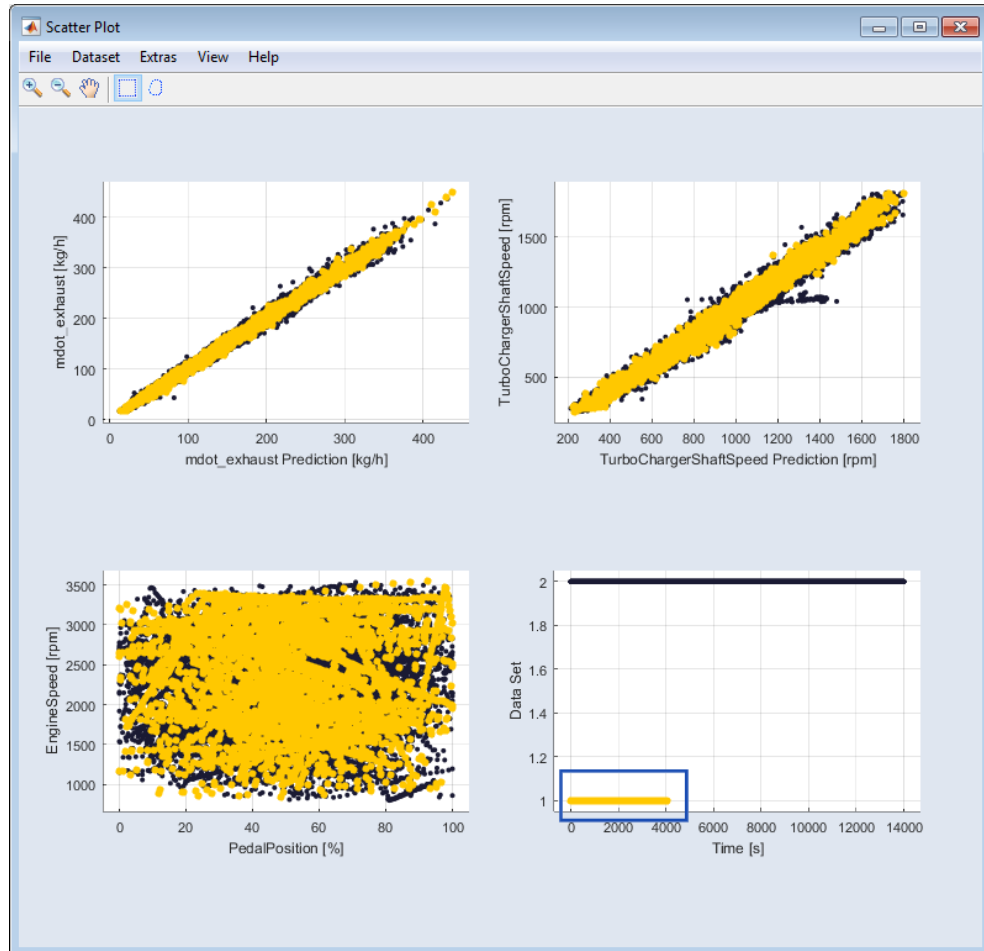 Scatter Plot
File Dataset Extras View Help
400
300
200
100
0
mdot_exhaust [kg/h]
0 100 200 300 400
mdot_exhaust Prediction [kg/h]
1500
1000
500
TurboChargerShaftSpeed [rpm]
200 400 600 800 1000 1200 1400 1600 1800
TurboChargerShaftSpeed Prediction [rpm]
3500
3000
2500
2000
1500
1000
EngineSpeed [rpm]
0 20 40 60 80 100
PedalPosition [%]
2
1.8
1.6
1.4
1.2
1
Data Set
0 2000 4000 6000 8000 10000 12000 14000
Time [s]